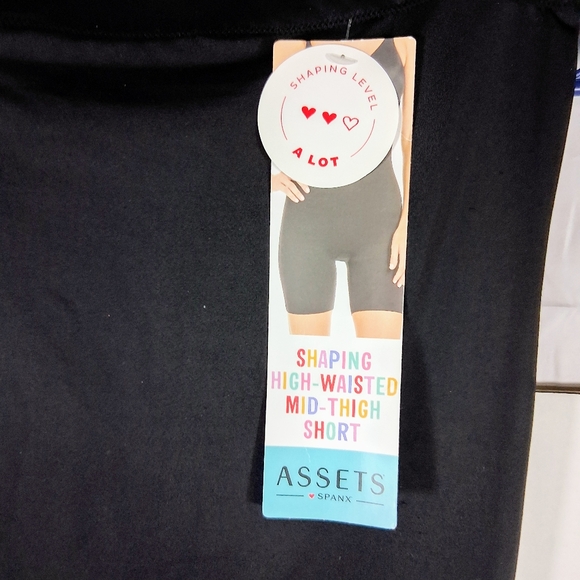 SHAPING LEVEL
A LOT
SHAPING
HIGH-WAISTED
MID-THIGH
SHORT
ASSETS
SPANX